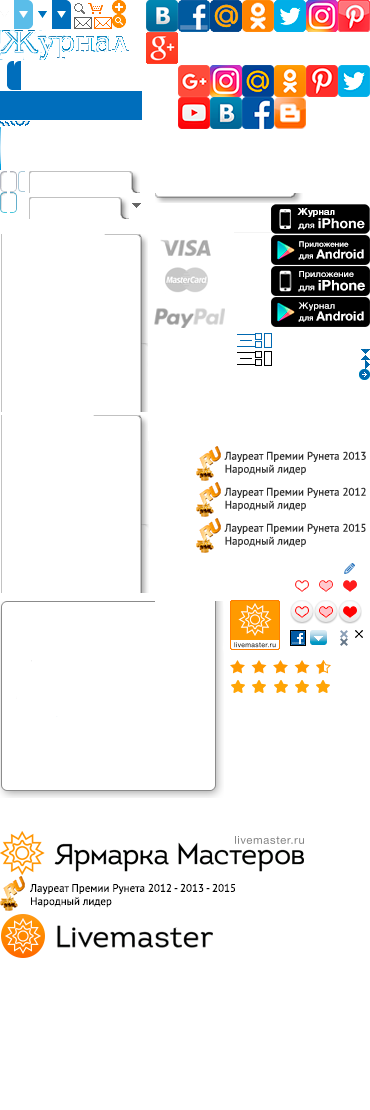 Журнал
Журнал
для iPhone
Приложение
для Android
Приложение
для iPhone
Журнал
для Android
VISA
MasterCard
PayPal
Лауреат Премии Рунета 2013
Народный лидер
Лауреат Премии Рунета 2012
Народный лидер
Лауреат Премии Рунета 2015
Народный лидер
livemaster.ru
livemaster.ru
Ярмарка Мастеров
Лауреат Премии Рунета 2012 - 2013 - 2015
Народный лидер
Livemaster